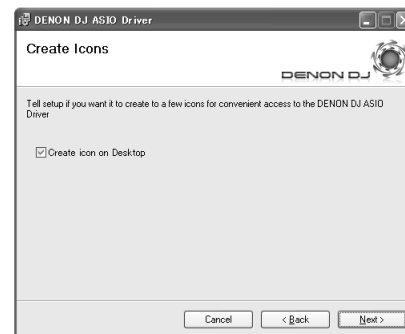 DENON DJ ASIO Driver
Create Icons
DENON DJ
Tell setup if you want it to create to a few icons for convenient access to the DENON DJ ASIO
Driver
Create icon on Desktop
Cancel
< Back
Next >